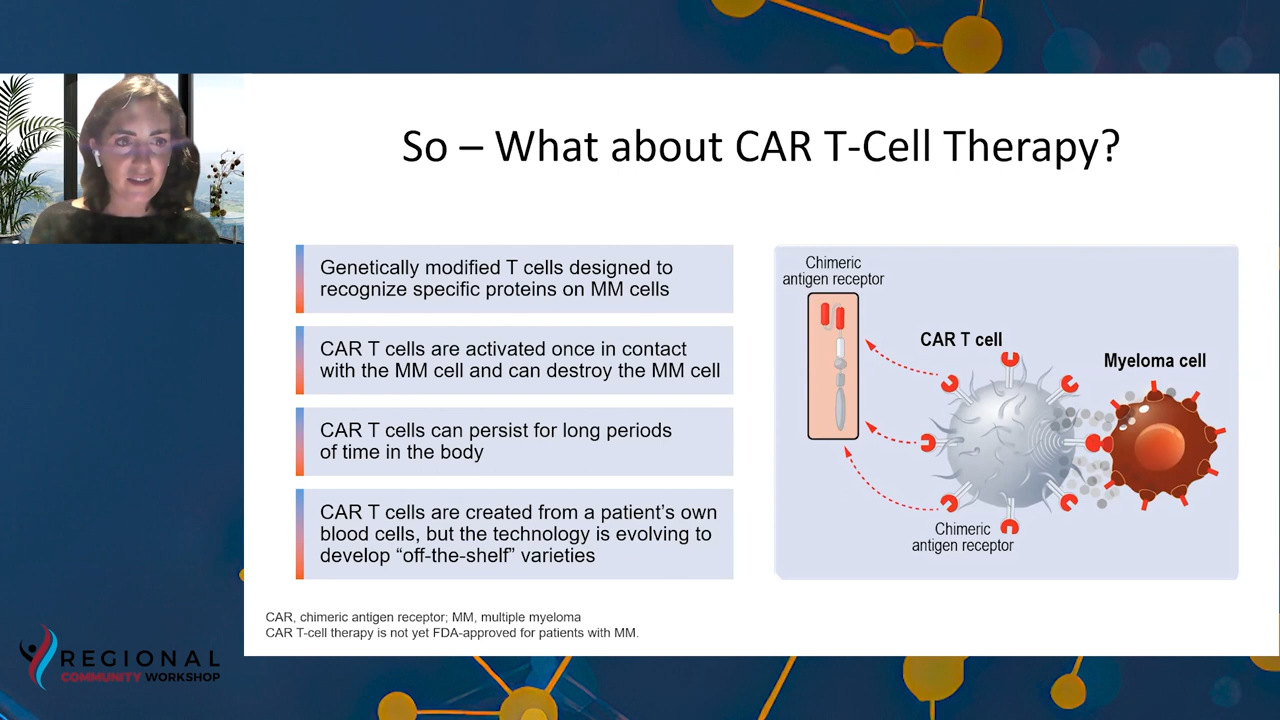 So – What about CAR T-Cell Therapy?
Genetically modified T cells designed to
recognize specific proteins on MM cells
CAR T cells are activated once in contact
with the MM cell and can destroy the MM cell
CAR T cells can persist for long periods
of time in the body
CAR T cells are created from a patient’s own
blood cells, but the technology is evolving to
develop “off-the-shelf” varieties
Chimeric
antigen receptor
CAR T cell
Myeloma cell
Chimeric
antigen receptor
CAR, chimeric antigen receptor; MM, multiple myeloma
CAR T-cell therapy is not yet FDA-approved for patients with MM.
REGIONAL
COMMUNITY WORKSHOP